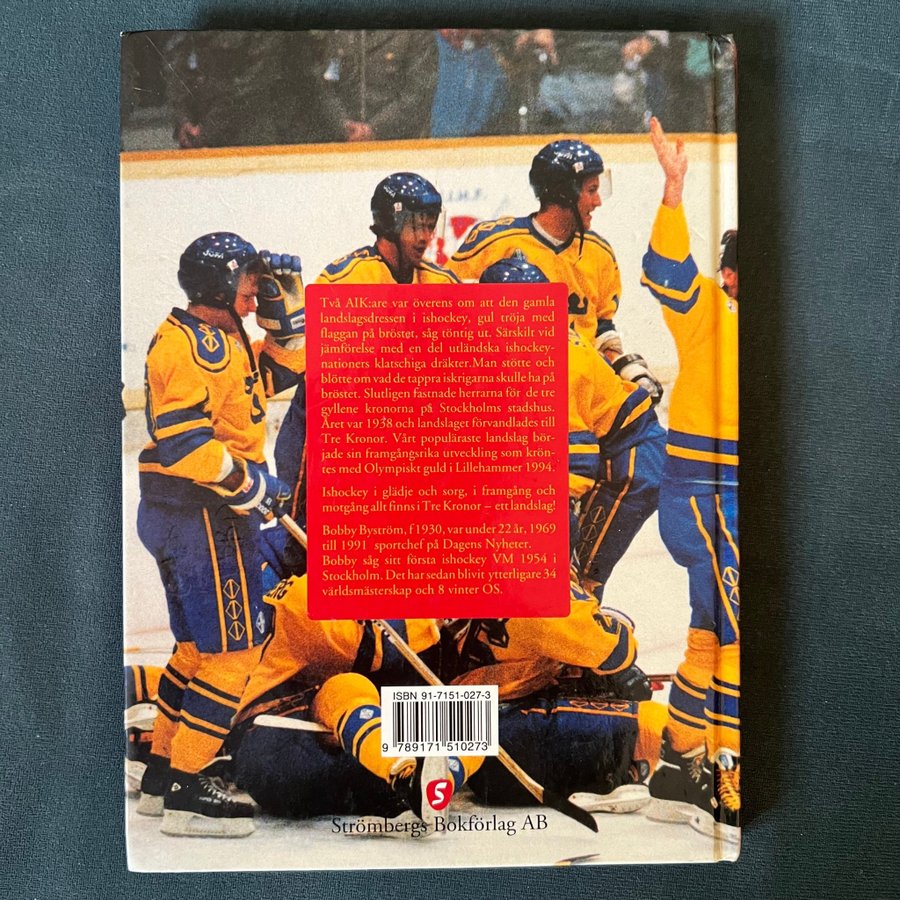 JOFA
I.H.F.
Två AIK:are var överens om att den gamla
landslagsdressen i ishockey, gul tröja med
flaggan på bröstet, såg töntig ut. Särskilt vid
jämförelse med en del utländska ishockey-
nationers klatschiga dräkter.Man stötte och
blötte om vad de tappra iskrigarna skulle ha på
bröstet. Slutligen fastnade herrarna för de tre
gyllene kronorna på Stockholms stadshus.
Året var 1938 och landslaget förvandlades till
Tre Kronor. Vårt populäraste landslag bör-
jade sin framgångsrika utveckling som krön-
tes med Olympiskt guld i Lillehammer 1994.
Ishockey i glädje och sorg, i framgång och
motgång allt finns i Tre Kronor – ett landslag!
Bobby Byström, f 1930, var under 22 år, 1969
till 1991 sportchef på Dagens Nyheter.
Bobby såg sitt första ishockey VM 1954 i
Stockholm. Det har sedan blivit ytterligare 34
världsmästerskap och 8 vinter OS.
ISBN 91-7151-027-3
9 789171 510273
S
Strömbergs Bokförlag AB